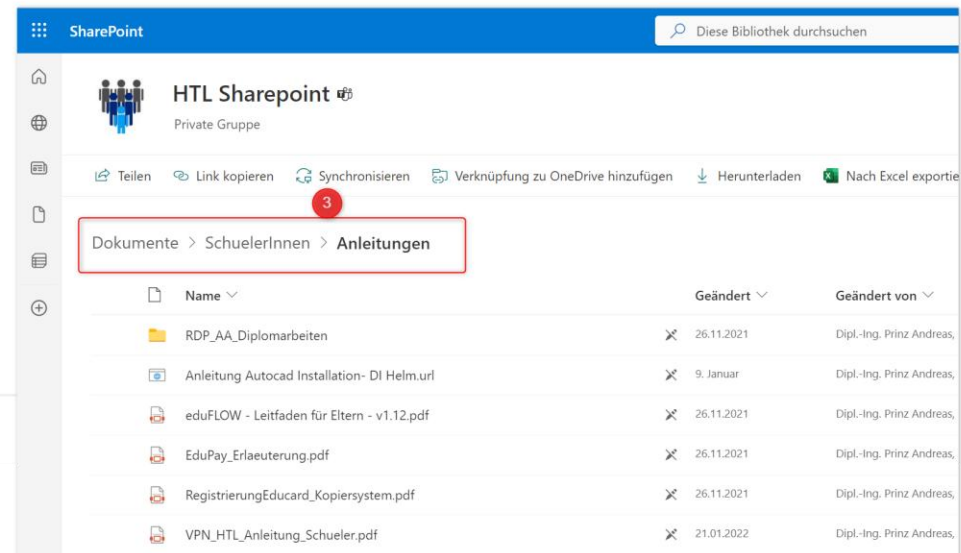 SharePoint
Diese Bibliothek durchsuchen
HTL Sharepoint
Private Gruppe
Teilen Link kopieren Synchronisieren Verknüpfung zu OneDrive hinzufügen Herunterladen Nach Excel exportie
3
Dokumente > SchuelerInnen > Anleitungen
Name Geändert Geändert von
RDP_AA_Diplomarbeiten 26.11.2021 Dipl.-Ing. Prinz Andreas,
Anleitung Autocad Installation- DI Helm.url 9. Januar Dipl.-Ing. Prinz Andreas,
eduFLOW - Leitfaden für Eltern - v1.12.pdf 26.11.2021 Dipl.-Ing. Prinz Andreas,
EduPay_Erlaeuterung.pdf 26.11.2021 Dipl.-Ing. Prinz Andreas,
RegistrierungEducard_Kopiersystem.pdf 26.11.2021 Dipl.-Ing. Prinz Andreas,
VPN_HTL_Anleitung_Schueler.pdf 21.01.2022 Dipl.-Ing. Prinz Andreas,